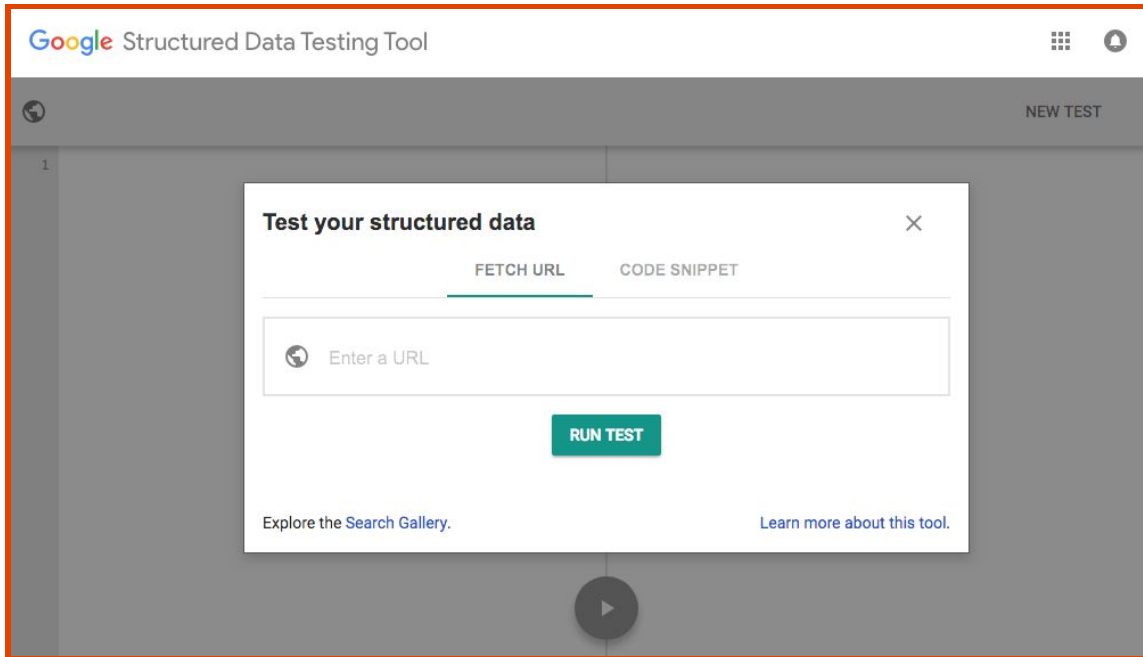 Google Structured Data Testing Tool
NEW TEST
1
Test your structured data
FETCH URL CODE SNIPPET
Enter a URL
RUN TEST
Explore the Search Gallery. Learn more about this tool.